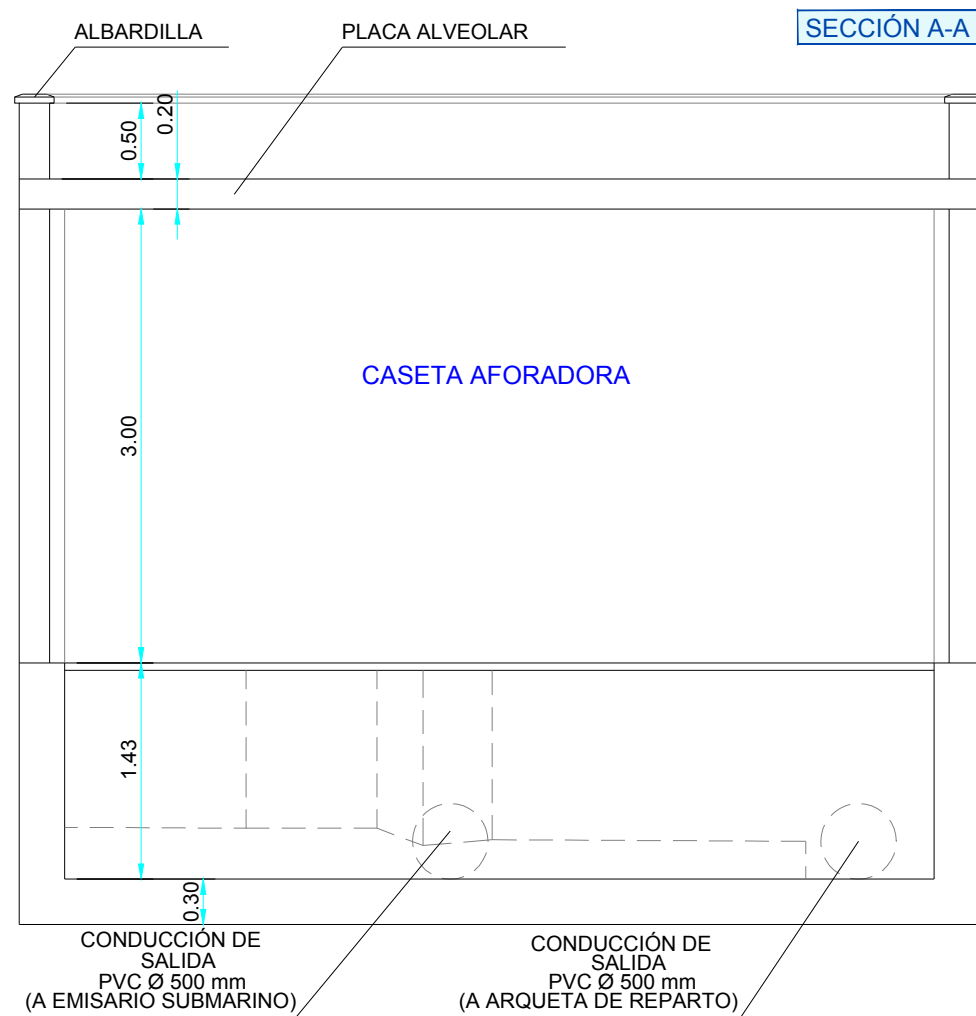 ALBARDILLA
PLACA ALVEOLAR
SECCIÓN A-A
0.50
0.20
CASETA AFORADORA
3.00
1.43
0.30
CONDUCCIÓN DE
SALIDA
PVC Ø 500 mm
(A EMISARIO SUBMARINO)
CONDUCCIÓN DE
SALIDA
PVC Ø 500 mm
(A ARQUETA DE REPARTO)